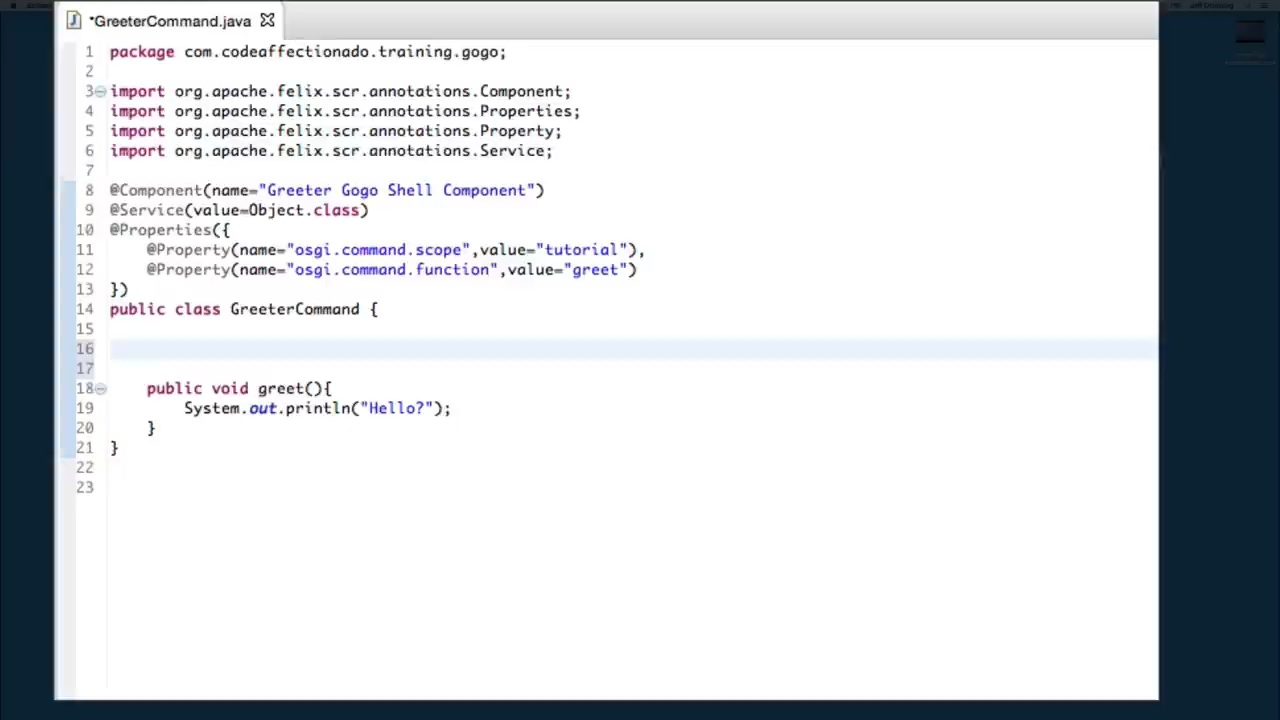 *GreeterCommand.java
1 package com.codeaffectionado.training.gogo;
2
3 import org.apache.felix.scr.annotations.Component;
4 import org.apache.felix.scr.annotations.Properties;
5 import org.apache.felix.scr.annotations.Property;
6 import org.apache.felix.scr.annotations.Service;
7
8 @Component(name="Greeter Gogo Shell Component")
9 @Service(value=Object.class)
10 @Properties({
11 @Property(name="osgi.command.scope",value="tutorial"),
12 @Property(name="osgi.command.function",value="greet")
13 })
14 public class GreeterCommand {
15
16
17
18 public void greet(){
19 System.out.println("Hello?");
20 }
21 }
22
23